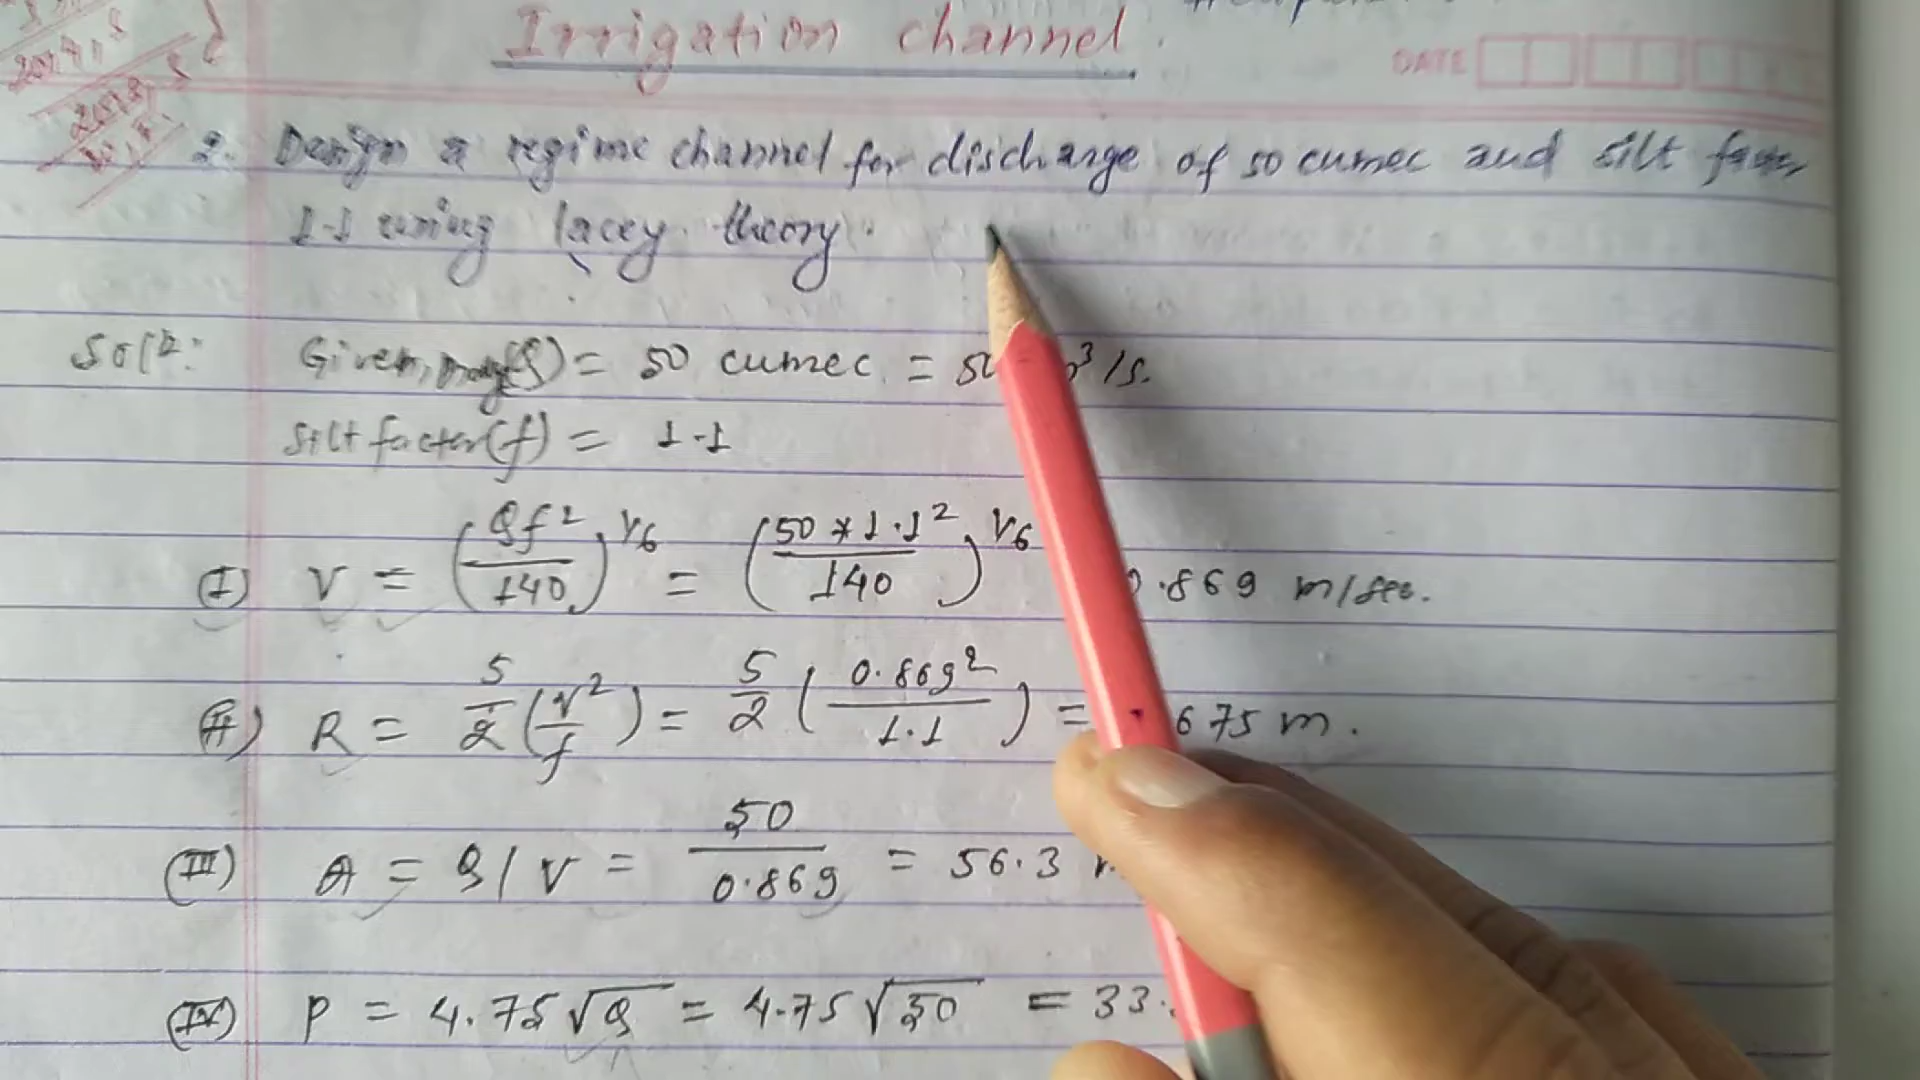 Irrigation channel.
DATE
2. Design a regime channel for discharge of 50 cumec and silt factor
1.1 using lacey theory.
Solⁿ: Given, (Q) = 50 cumec = 50 m³/s.
Silt factor (f) = 1.1
(I) V = (Qf²/140)^1/6 = (50*1.1²/140)^1/6 0.869 m/sec.
(II) R = 5/2 (V²/f) = 5/2 (0.869²/1.1) = 675 m.
(III) A = Q/V = 50/0.869 = 56.3
(IV) P = 4.75√Q = 4.75√50 = 33.